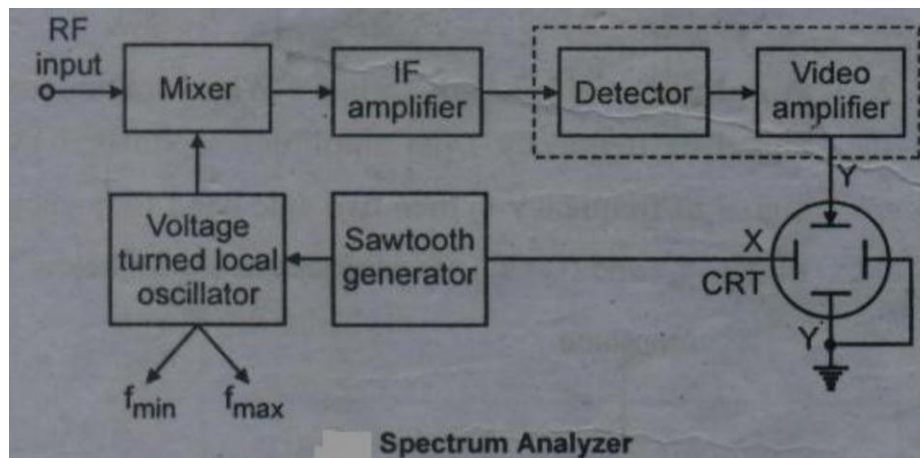 RF
input
Mixer
IF
amplifier
Detector
Video
amplifier
Y
Voltage
turned local
oscillator
Sawtooth
generator
X
CRT
Y'
fmin
fmax
Spectrum Analyzer